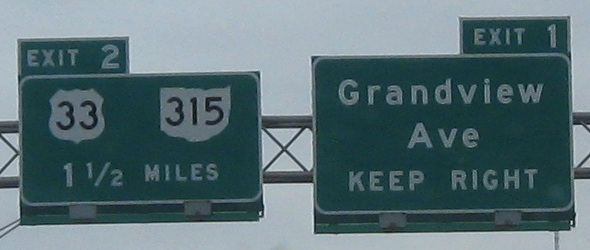 EXIT 2
33 315
1 1/2 MILES
EXIT 1
Grandview
Ave
KEEP RIGHT